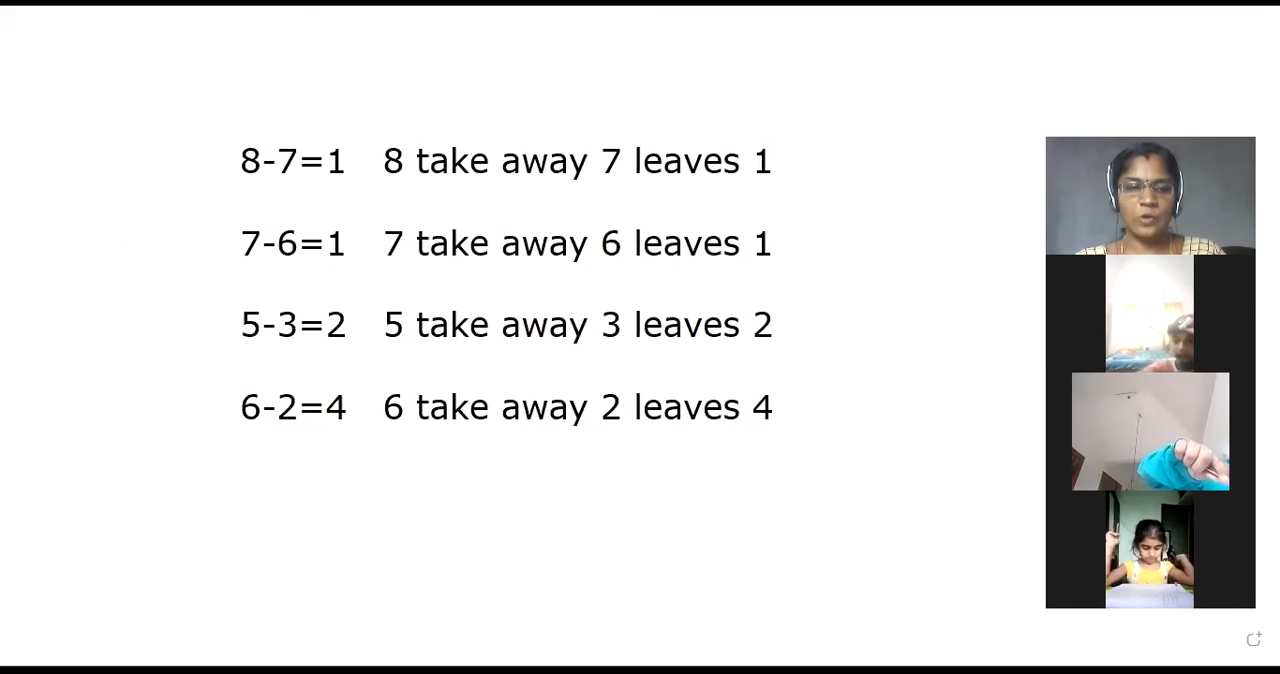 8-7=1 8 take away 7 leaves 1
7-6=1 7 take away 6 leaves 1
5-3=2 5 take away 3 leaves 2
6-2=4 6 take away 2 leaves 4